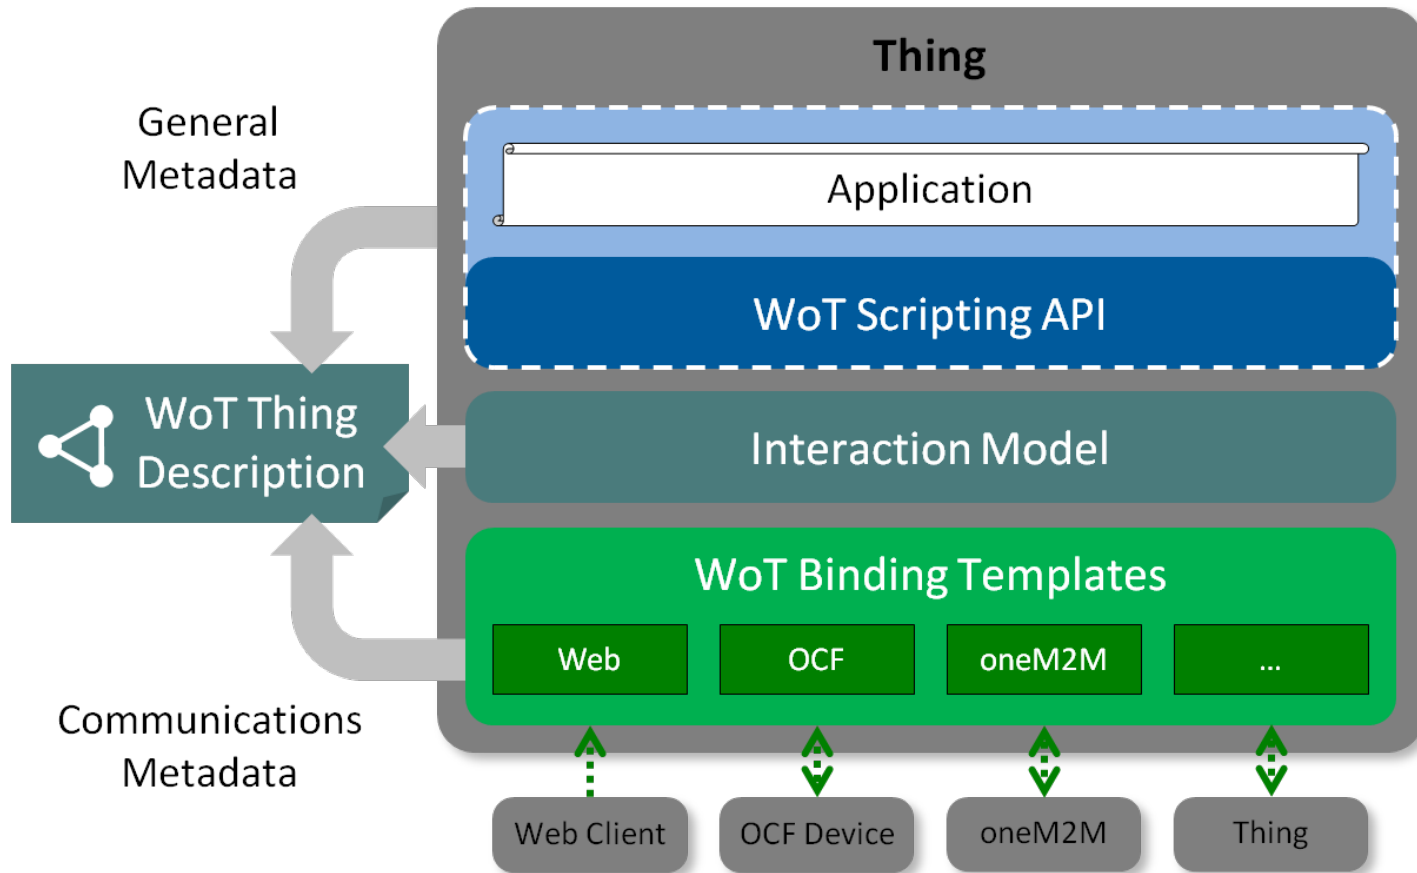 Thing
General
Metadata
Application
WoT Scripting API
WoT Thing
Description
Interaction Model
WoT Binding Templates
Web
OCF
oneM2M
...
Communications
Metadata
Web Client
OCF Device
oneM2M
Thing